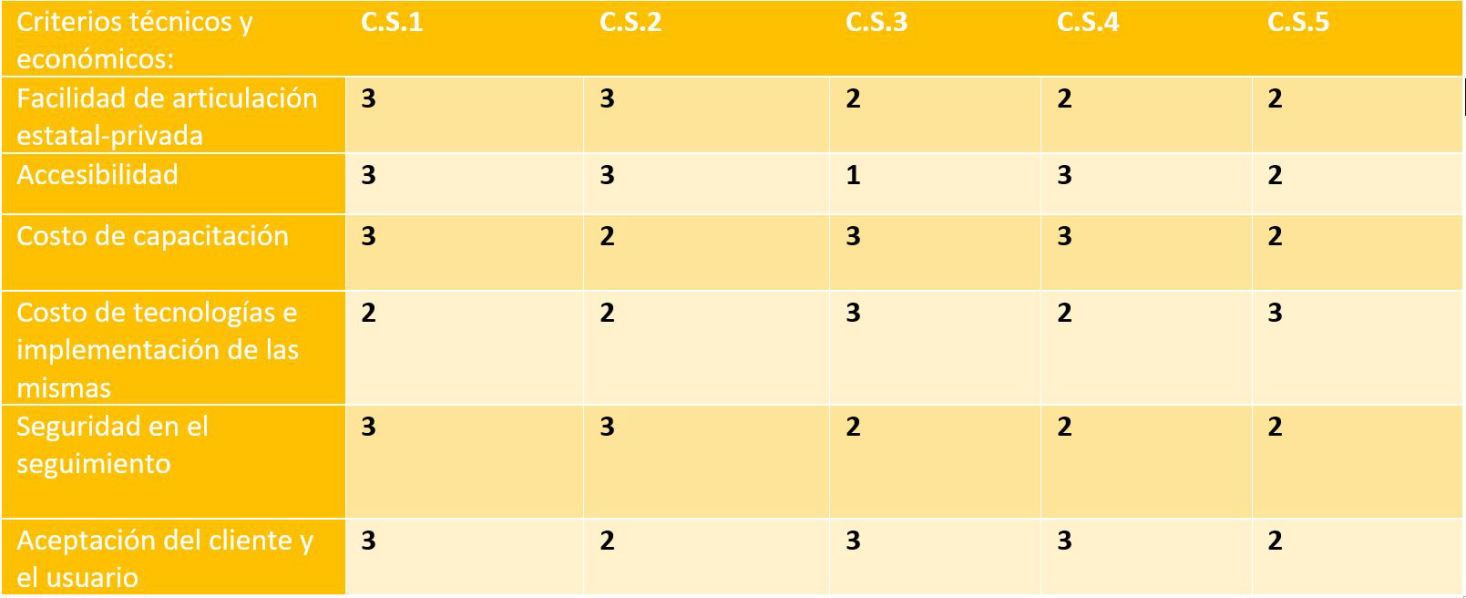 Criterios técnicos y económicos: C.S.1 C.S.2 C.S.3 C.S.4 C.S.5
Facilidad de articulación estatal-privada 3 3 2 2 2
Accesibilidad 3 3 1 3 2
Costo de capacitación 3 2 3 3 2
Costo de tecnologías e implementación de las mismas 2 2 3 2 3
Seguridad en el seguimiento 3 3 2 2 2
Aceptación del cliente y el usuario 3 2 3 3 2